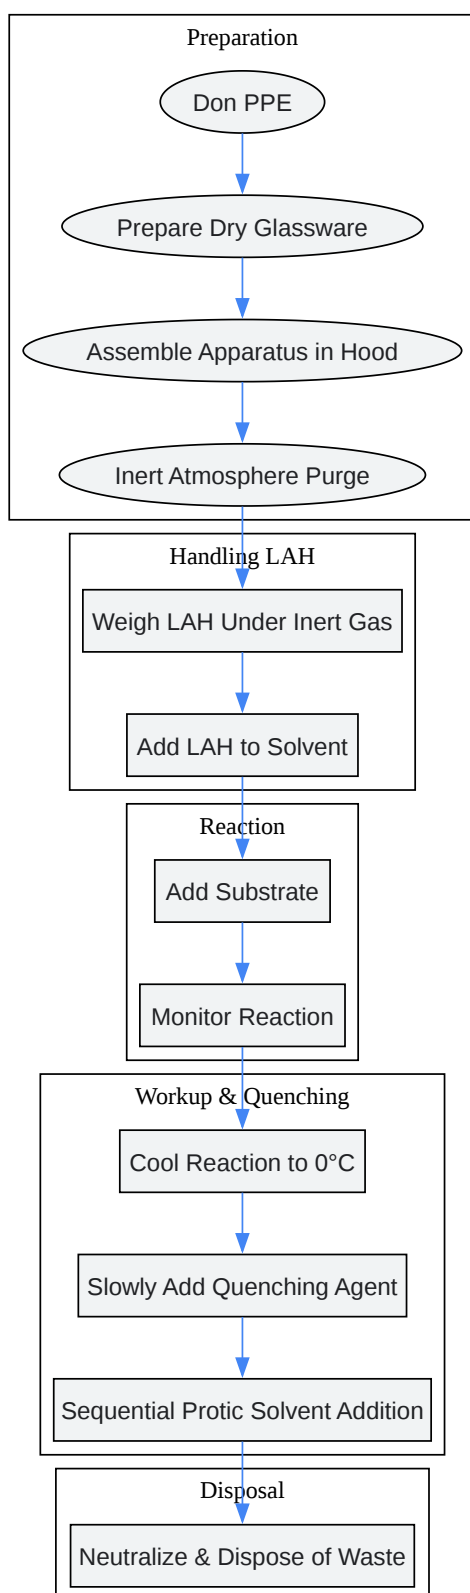 Preparation
Don PPE
Prepare Dry Glassware
Assemble Apparatus in Hood
Inert Atmosphere Purge
Handling LAH
Weigh LAH Under Inert Gas
Add LAH to Solvent
Reaction
Add Substrate
Monitor Reaction
Workup & Quenching
Cool Reaction to 0°C
Slowly Add Quenching Agent
Sequential Protic Solvent Addition
Disposal
Neutralize & Dispose of Waste